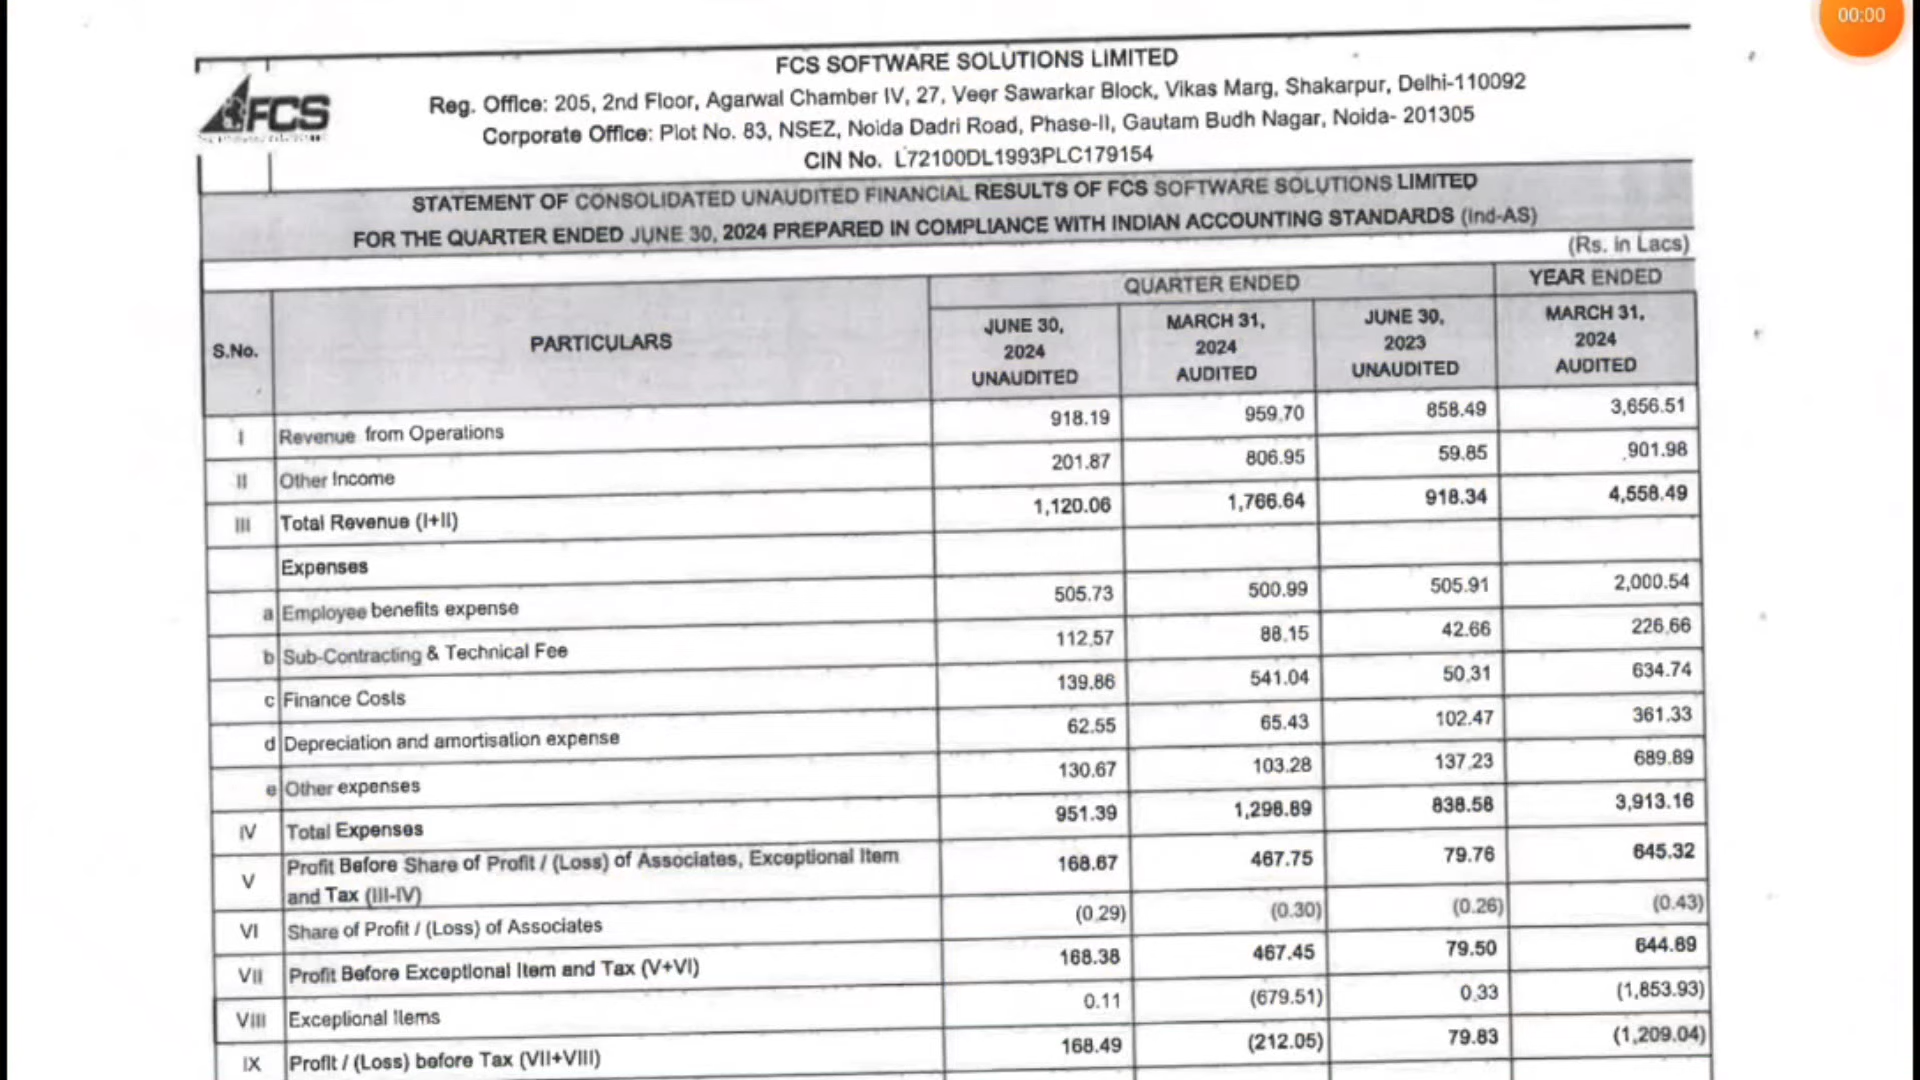 00:00
FCS SOFTWARE SOLUTIONS LIMITED
Reg. Office: 205, 2nd Floor, Agarwal Chamber IV, 27, Veer Sawarkar Block, Vikas Marg, Shakarpur, Delhi-110092
FCS
Corporate Office: Plot No. 83, NSEZ, Noida Dadri Road, Phase-II, Gautam Budh Nagar, Noida- 201305
CIN No. L72100DL1993PLC179154
STATEMENT OF CONSOLIDATED UNAUDITED FINANCIAL RESULTS OF FCS SOFTWARE SOLUTIONS LIMITED
FOR THE QUARTER ENDED JUNE 30, 2024 PREPARED IN COMPLIANCE WITH INDIAN ACCOUNTING STANDARDS (Ind-AS)
(Rs. in Lacs)
QUARTER ENDED YEAR ENDED
S.No. PARTICULARS JUNE 30, 2024 UNAUDITED MARCH 31, 2024 AUDITED JUNE 30, 2023 UNAUDITED MARCH 31, 2024 AUDITED
I Revenue from Operations 918.19 959.70 858.49 3,656.51
II Other Income 201.87 806.95 59.85 901.98
III Total Revenue (I+II) 1,120.06 1,766.64 918.34 4,558.49
Expenses
a Employee benefits expense 505.73 500.99 505.91 2,000.54
b Sub-Contracting & Technical Fee 112.57 88.15 42.66 226.66
c Finance Costs 139.86 541.04 50.31 634.74
d Depreciation and amortisation expense 62.55 65.43 102.47 361.33
e Other expenses 130.67 103.28 137.23 689.89
IV Total Expenses 951.39 1,298.89 838.58 3,913.16
V Profit Before Share of Profit / (Loss) of Associates, Exceptional Item and Tax (III-IV) 168.67 467.75 79.76 645.32
VI Share of Profit / (Loss) of Associates (0.29) (0.30) (0.26) (0.43)
VII Profit Before Exceptional Item and Tax (V+VI) 168.38 467.45 79.50 644.89
VIII Exceptional Items 0.11 (679.51) 0.33 (1,853.93)
IX Profit / (Loss) before Tax (VII+VIII) 168.49 (212.05) 79.83 (1,209.04)